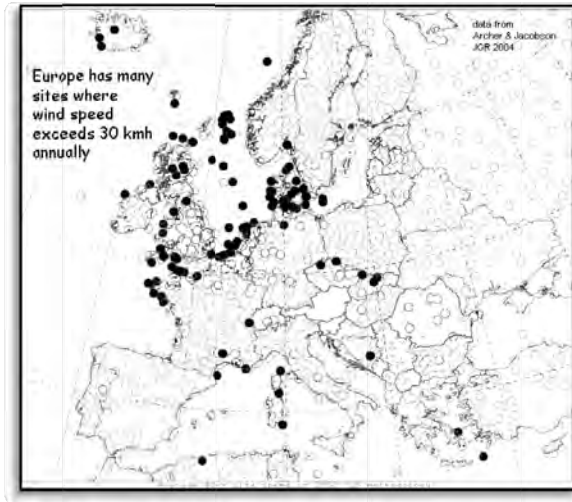 data from
Archer & Jacobson
JGR 2004
Europe has many
sites where
wind speed
exceeds 30 kmh
annually